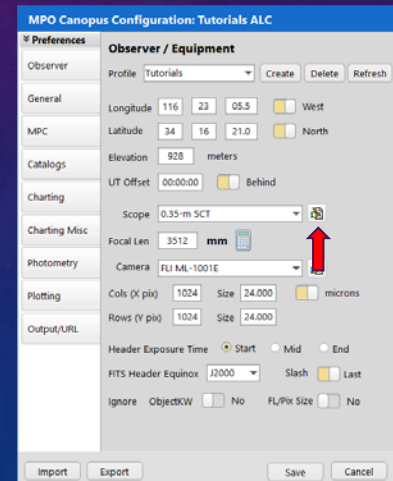 MPO Canopus Configuration: Tutorials ALC
Preferences
Observer
General
MPC
Catalogs
Charting
Charting Misc
Photometry
Plotting
Output/URL
Observer / Equipment
Profile Tutorials Create Delete Refresh
Longitude 116 23 05.5 West
Latitude 34 16 21.0 North
Elevation 928 meters
UT Offset 00:00:00 Behind
Scope 0.35-m SCT
Focal Len 3512 mm
Camera FLI ML-1001E
Cols (X pix) 1024 Size 24.000 microns
Rows (Y pix) 1024 Size 24.000
Header Exposure Time Start Mid End
FITS Header Equinox J2000 Slash Last
Ignore ObjectKW No FL/Pix Size No
Import Export Save Cancel